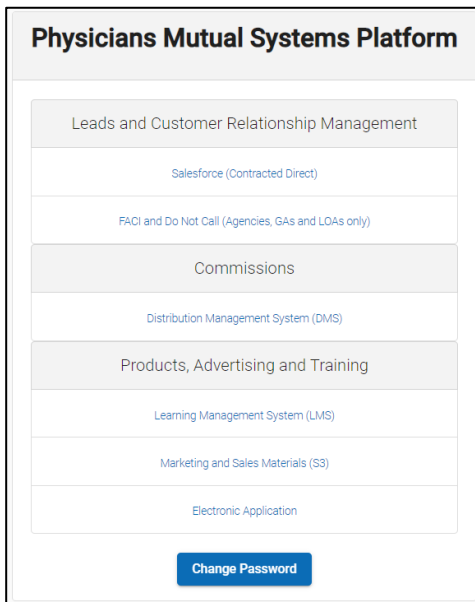 Physicians Mutual Systems Platform
Leads and Customer Relationship Management
Salesforce (Contracted Direct)
FACI and Do Not Call (Agencies, GAs and LOAs only)
Commissions
Distribution Management System (DMS)
Products, Advertising and Training
Learning Management System (LMS)
Marketing and Sales Materials (S3)
Electronic Application
Change Password